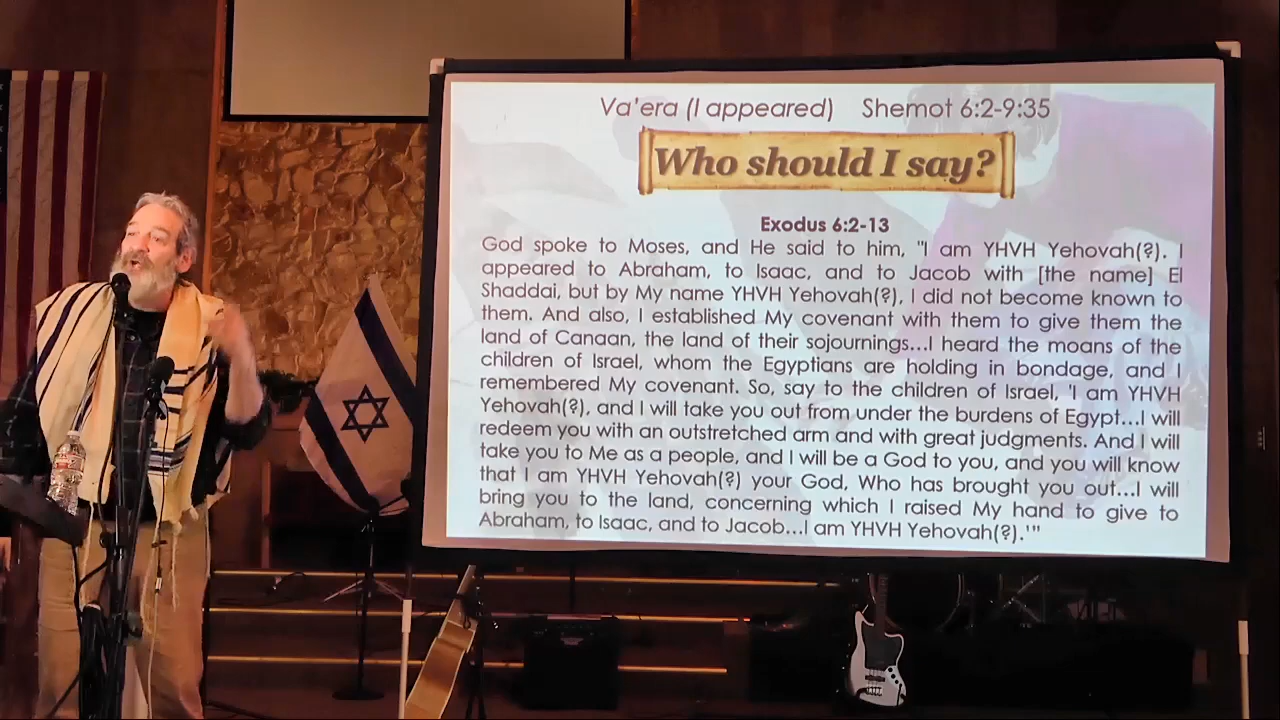 Va'era (I appeared) Shemot 6:2-9:35
Who should I say?
Exodus 6:2-13
God spoke to Moses, and He said to him, "I am YHVH Yehovah(?). I
appeared to Abraham, to Isaac, and to Jacob with [the name] El
Shaddai, but by My name YHVH Yehovah(?), I did not become known to
them. And also, I established My covenant with them to give them the
land of Canaan, the land of their sojournings...I heard the moans of the
children of Israel, whom the Egyptians are holding in bondage, and I
remembered My covenant. So, say to the children of Israel, 'I am YHVH
Yehovah(?), and I will take you out from under the burdens of Egypt...I will
redeem you with an outstretched arm and with great judgments. And I will
take you to Me as a people, and I will be a God to you, and you will know
that I am YHVH Yehovah(?) your God, Who has brought you out...I will
bring you to the land, concerning which I raised My hand to give to
Abraham, to Isaac, and to Jacob...I am YHVH Yehovah(?).'"